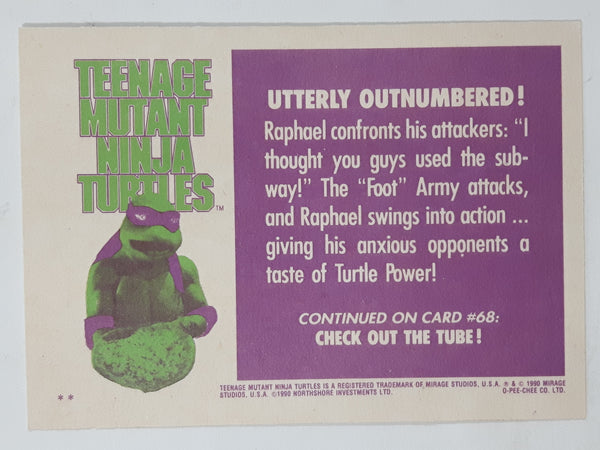 TEENAGE
MUTANT
NINJA
TURTLES™
UTTERLY OUTNUMBERED!
Raphael confronts his attackers: "I
thought you guys used the sub-
way!" The "Foot" Army attacks,
and Raphael swings into action ...
giving his anxious opponents a
taste of Turtle Power!
CONTINUED ON CARD #68:
CHECK OUT THE TUBE!
TEENAGE MUTANT NINJA TURTLES IS A REGISTERED TRADEMARK OF MIRAGE STUDIOS, U.S.A. ® & © 1990 MIRAGE
STUDIOS, U.S.A. ©1990 NORTHSHORE INVESTMENTS LTD. O-PEE-CHEE CO. LTD.
**